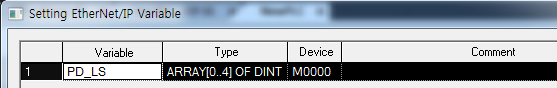 Setting EtherNet/IP Variable
Variable Type Device Comment
1 PD_LS ARRAY[0..4] OF DINT M0000